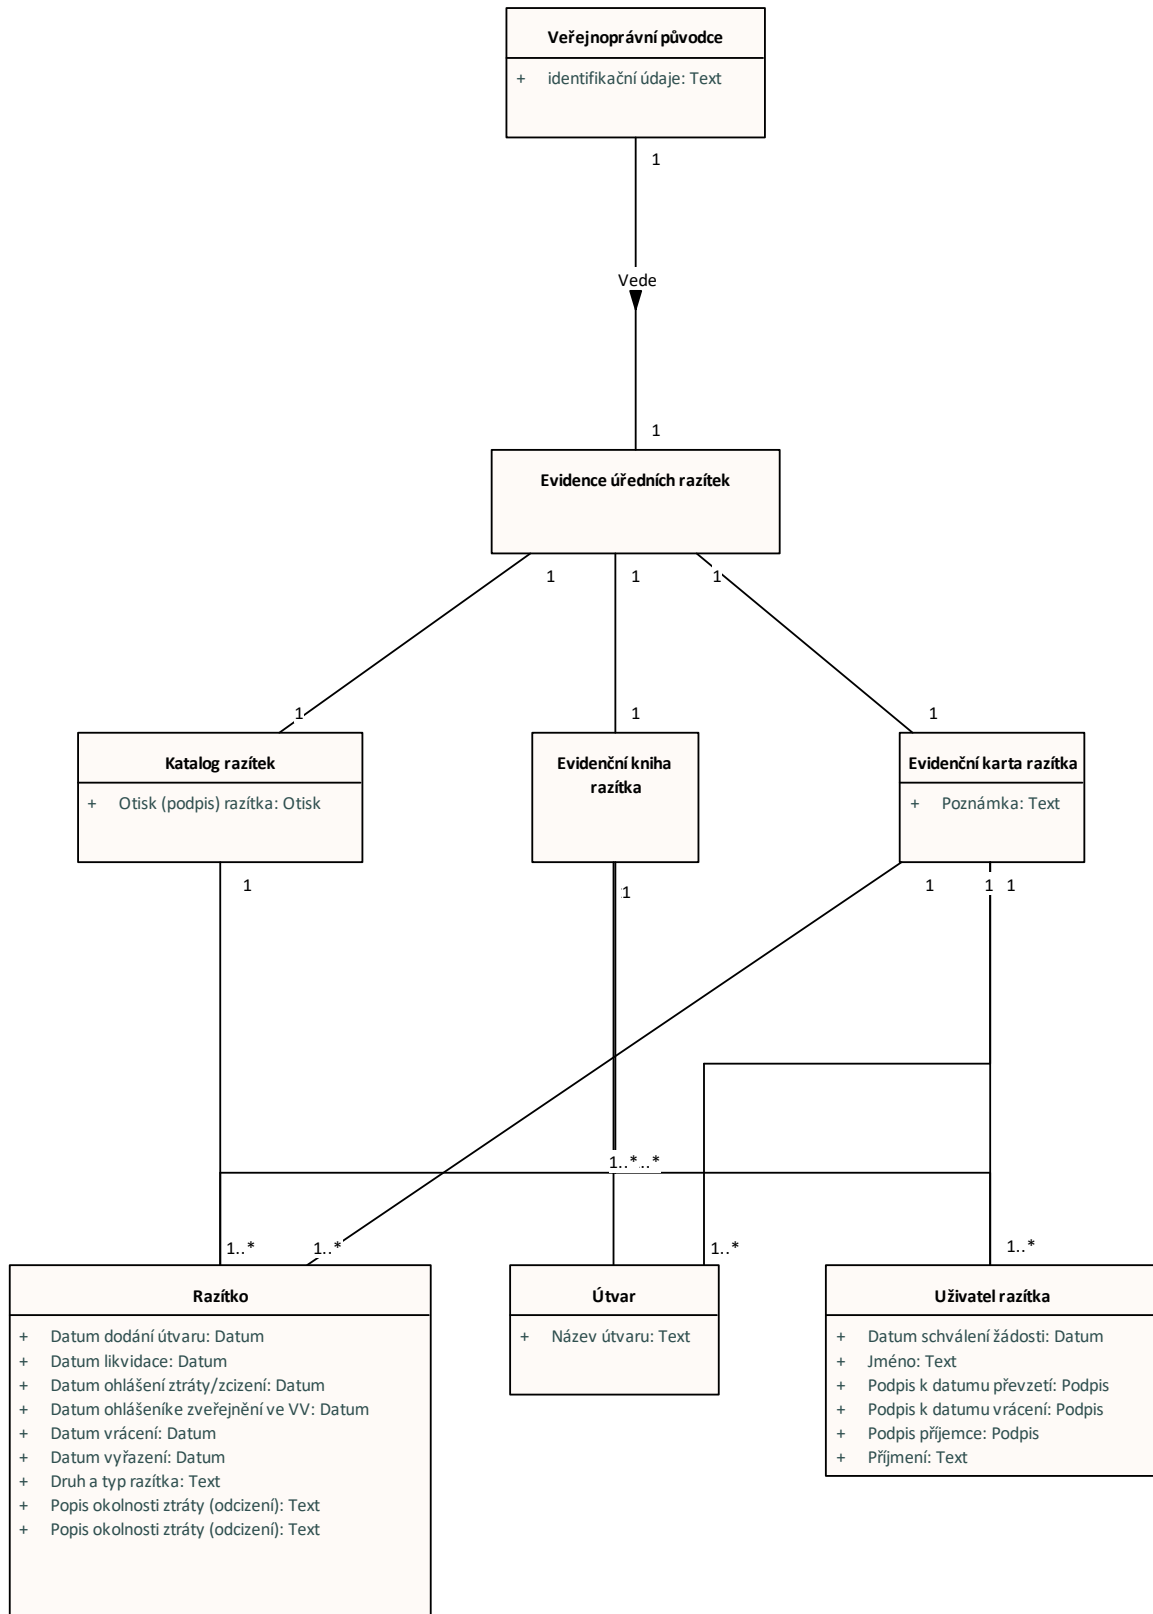 Veřejnoprávní původce
+ identifikační údaje: Text
1
Vede
1
Evidence úředních razítek
1 1 1
1 1 1
Katalog razítek
+ Otisk (podpis) razítka: Otisk
Evidenční kniha
razítka
Evidenční karta razítka
+ Poznámka: Text
1 1 1 1 1
1..* ..*
1..* 1..* 1..* 1..*
Razítko
+ Datum dodání útvaru: Datum
+ Datum likvidace: Datum
+ Datum ohlášení ztráty/zcizení: Datum
+ Datum ohlášeníke zveřejnění ve VV: Datum
+ Datum vrácení: Datum
+ Datum vyřazení: Datum
+ Druh a typ razítka: Text
+ Popis okolnosti ztráty (odcizení): Text
+ Popis okolnosti ztráty (odcizení): Text
Útvar
+ Název útvaru: Text
Uživatel razítka
+ Datum schválení žádosti: Datum
+ Jméno: Text
+ Podpis k datumu převzetí: Podpis
+ Podpis k datumu vrácení: Podpis
+ Podpis příjemce: Podpis
+ Příjmení: Text